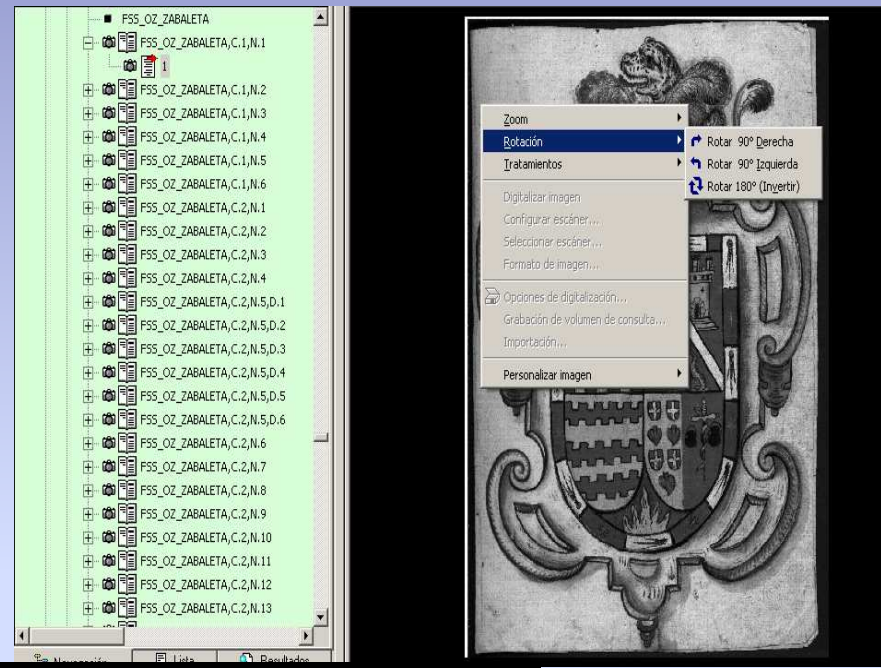 FSS_OZ_ZABALETA
FSS_OZ_ZABALETA,C.1,N.1
1
FSS_OZ_ZABALETA,C.1,N.2
FSS_OZ_ZABALETA,C.1,N.3
FSS_OZ_ZABALETA,C.1,N.4
FSS_OZ_ZABALETA,C.1,N.5
FSS_OZ_ZABALETA,C.1,N.6
FSS_OZ_ZABALETA,C.2,N.1
FSS_OZ_ZABALETA,C.2,N.2
FSS_OZ_ZABALETA,C.2,N.3
FSS_OZ_ZABALETA,C.2,N.4
FSS_OZ_ZABALETA,C.2,N.5,D.1
FSS_OZ_ZABALETA,C.2,N.5,D.2
FSS_OZ_ZABALETA,C.2,N.5,D.3
FSS_OZ_ZABALETA,C.2,N.5,D.4
FSS_OZ_ZABALETA,C.2,N.5,D.5
FSS_OZ_ZABALETA,C.2,N.5,D.6
FSS_OZ_ZABALETA,C.2,N.6
FSS_OZ_ZABALETA,C.2,N.7
FSS_OZ_ZABALETA,C.2,N.8
FSS_OZ_ZABALETA,C.2,N.9
FSS_OZ_ZABALETA,C.2,N.10
FSS_OZ_ZABALETA,C.2,N.11
FSS_OZ_ZABALETA,C.2,N.12
FSS_OZ_ZABALETA,C.2,N.13
Navegación
Lista
Resultados
Zoom
Rotación
Tratamientos
Digitalizar imagen
Configurar escáner...
Seleccionar escáner...
Formato de imagen...
Opciones de digitalización...
Grabación de volumen de consulta...
Importación...
Personalizar imagen
Rotar 90º Derecha
Rotar 90º Izquierda
Rotar 180º (Invertir)